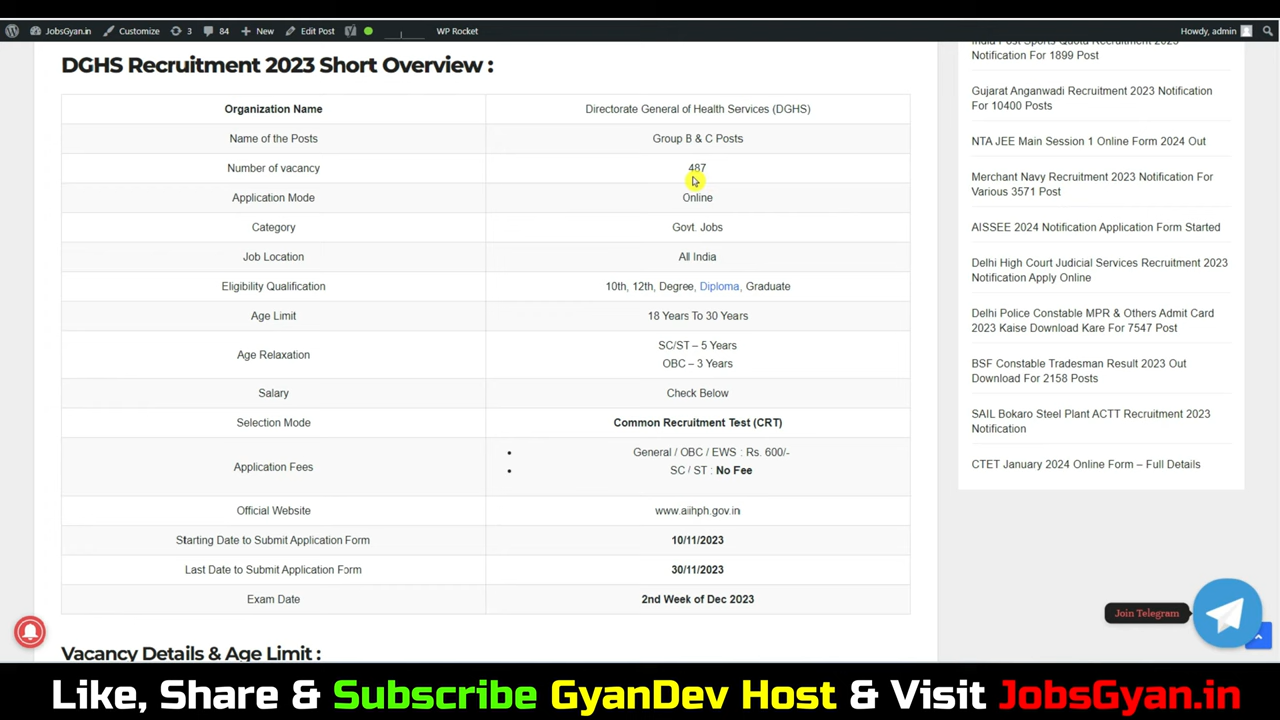 JobsGyan.in Customize 3 84 New Edit Post WP Rocket Howdy, admin
DGHS Recruitment 2023 Short Overview :
Organization Name Directorate General of Health Services (DGHS)
Name of the Posts Group B & C Posts
Number of vacancy 487
Application Mode Online
Category Govt. Jobs
Job Location All India
Eligibility Qualification 10th, 12th, Degree, Diploma, Graduate
Age Limit 18 Years To 30 Years
Age Relaxation
SC/ST – 5 Years
OBC – 3 Years
Salary Check Below
Selection Mode Common Recruitment Test (CRT)
Application Fees
General / OBC / EWS : Rs. 600/-
SC / ST : No Fee
Official Website www.aiihph.gov.in
Starting Date to Submit Application Form 10/11/2023
Last Date to Submit Application Form 30/11/2023
Exam Date 2nd Week of Dec 2023
Vacancy Details & Age Limit :
India Post Sports Quota Recruitment 2023
Notification For 1899 Post
Gujarat Anganwadi Recruitment 2023 Notification
For 10400 Posts
NTA JEE Main Session 1 Online Form 2024 Out
Merchant Navy Recruitment 2023 Notification For
Various 3571 Post
AISSEE 2024 Notification Application Form Started
Delhi High Court Judicial Services Recruitment 2023
Notification Apply Online
Delhi Police Constable MPR & Others Admit Card
2023 Kaise Download Kare For 7547 Post
BSF Constable Tradesman Result 2023 Out
Download For 2158 Posts
SAIL Bokaro Steel Plant ACTT Recruitment 2023
Notification
CTET January 2024 Online Form – Full Details
Join Telegram
Like, Share & Subscribe GyanDev Host & Visit JobsGyan.in